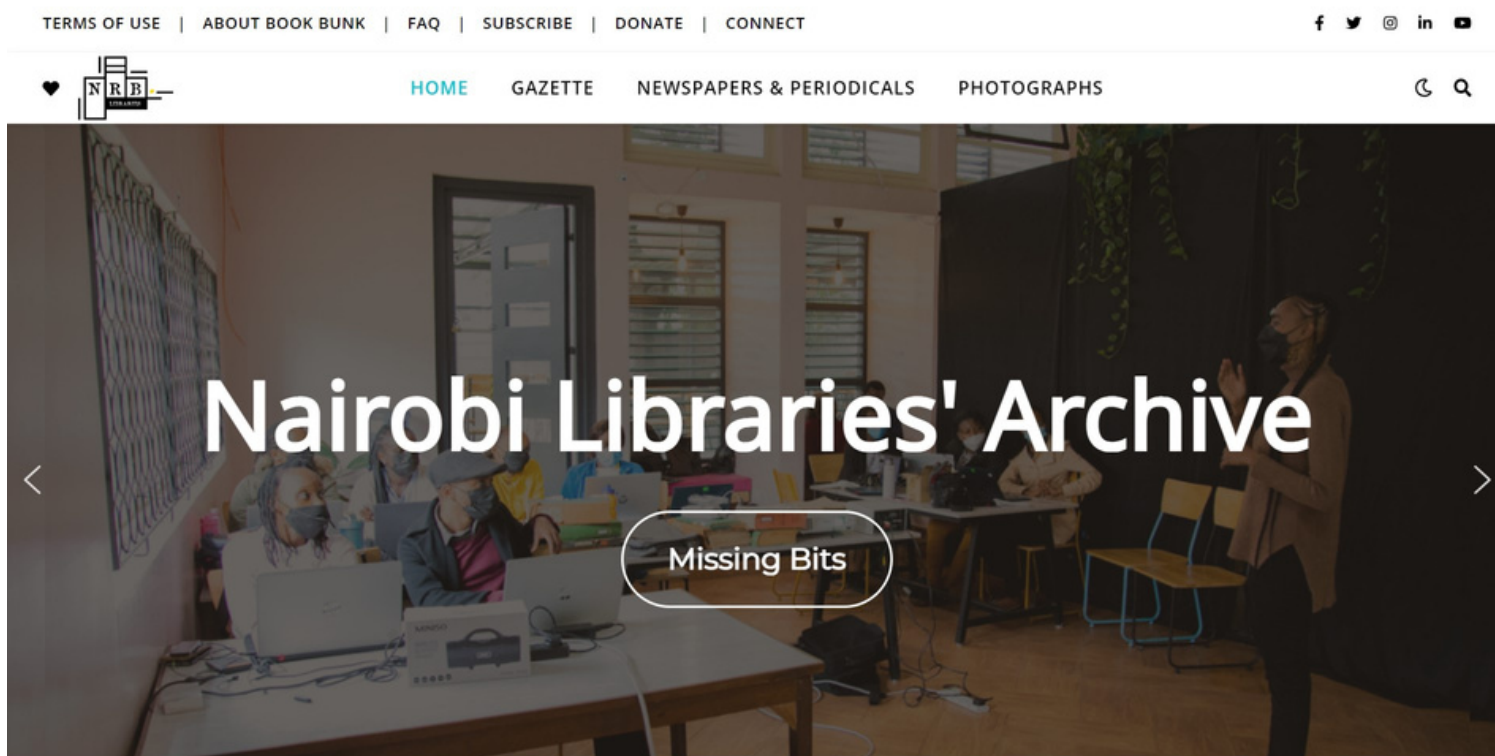 TERMS OF USE | ABOUT BOOK BUNK | FAQ | SUBSCRIBE | DONATE | CONNECT
NRB
HOME GAZETTE NEWSPAPERS & PERIODICALS PHOTOGRAPHS
Nairobi Libraries' Archive
Missing Bits